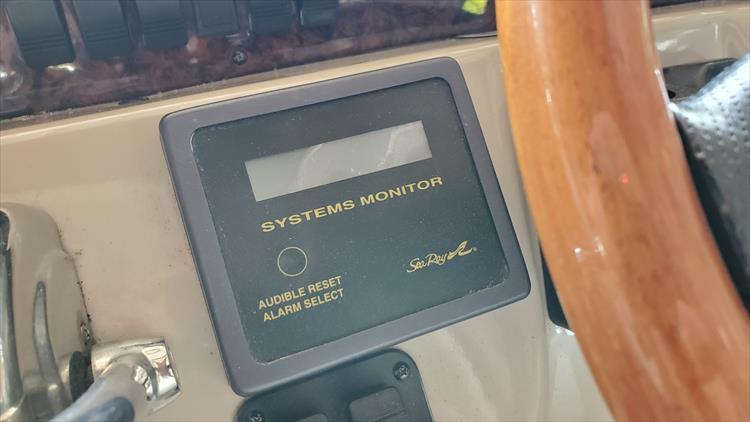 SYSTEMS MONITOR
Sea Ray ®
AUDIBLE RESET
ALARM SELECT